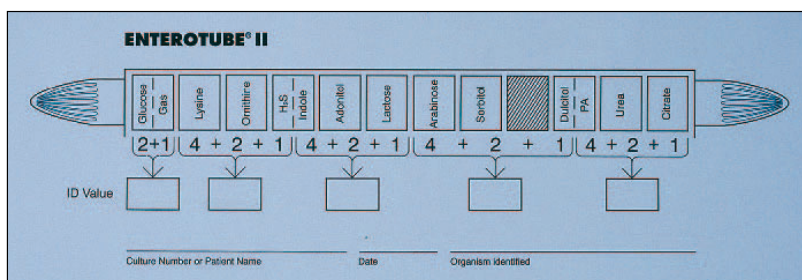 ENTEROTUBE® II
Glucose Gas Lysine Ornithine H₂S Indole Adonitol Lactose Arabinose Sorbitol Dulcitol PA Urea Citrate
2+1 4 + 2 + 1 4 + 2 + 1 4 + 2 + 1 4 + 2 + 1
ID Value
Culture Number or Patient Name Date Organism Identified